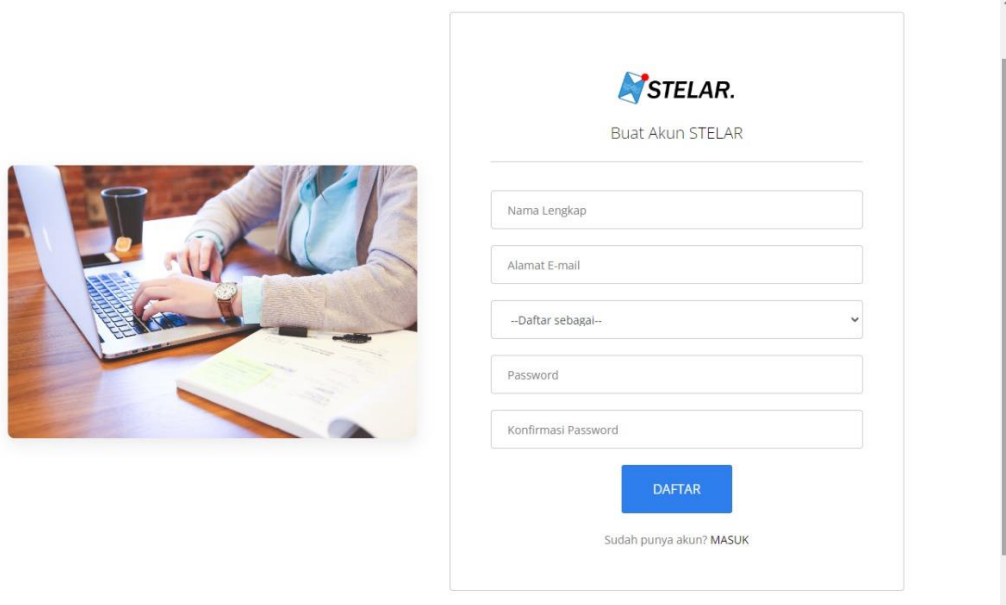 STELAR.
Buat Akun STELAR
Nama Lengkap
Alamat E-mail
--Daftar sebagai--
Password
Konfirmasi Password
DAFTAR
Sudah punya akun? MASUK